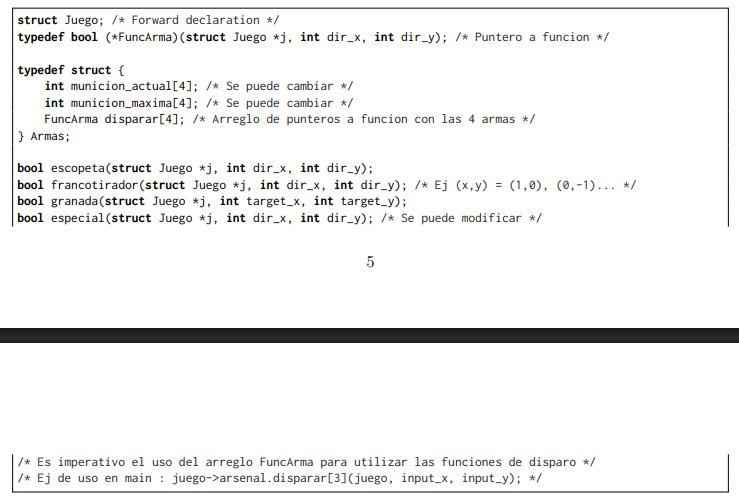 struct Juego; /* Forward declaration */
typedef bool (*FuncArma)(struct Juego *j, int dir_x, int dir_y); /* Puntero a funcion */
typedef struct {
int municion_actual[4]; /* Se puede cambiar */
int municion_maxima[4]; /* Se puede cambiar */
FuncArma disparar[4]; /* Arreglo de punteros a funcion con las 4 armas */
} Armas;
bool escopeta(struct Juego *j, int dir_x, int dir_y);
bool francotirador(struct Juego *j, int dir_x, int dir_y); /* Ej (x,y) = (1,0), (0,-1)... */
bool granada(struct Juego *j, int target_x, int target_y);
bool especial(struct Juego *j, int dir_x, int dir_y); /* Se puede modificar */
5
/* Es imperativo el uso del arreglo FuncArma para utilizar las funciones de disparo */
/* Ej de uso en main : juego->arsenal.disparar[3](juego, input_x, input_y); */